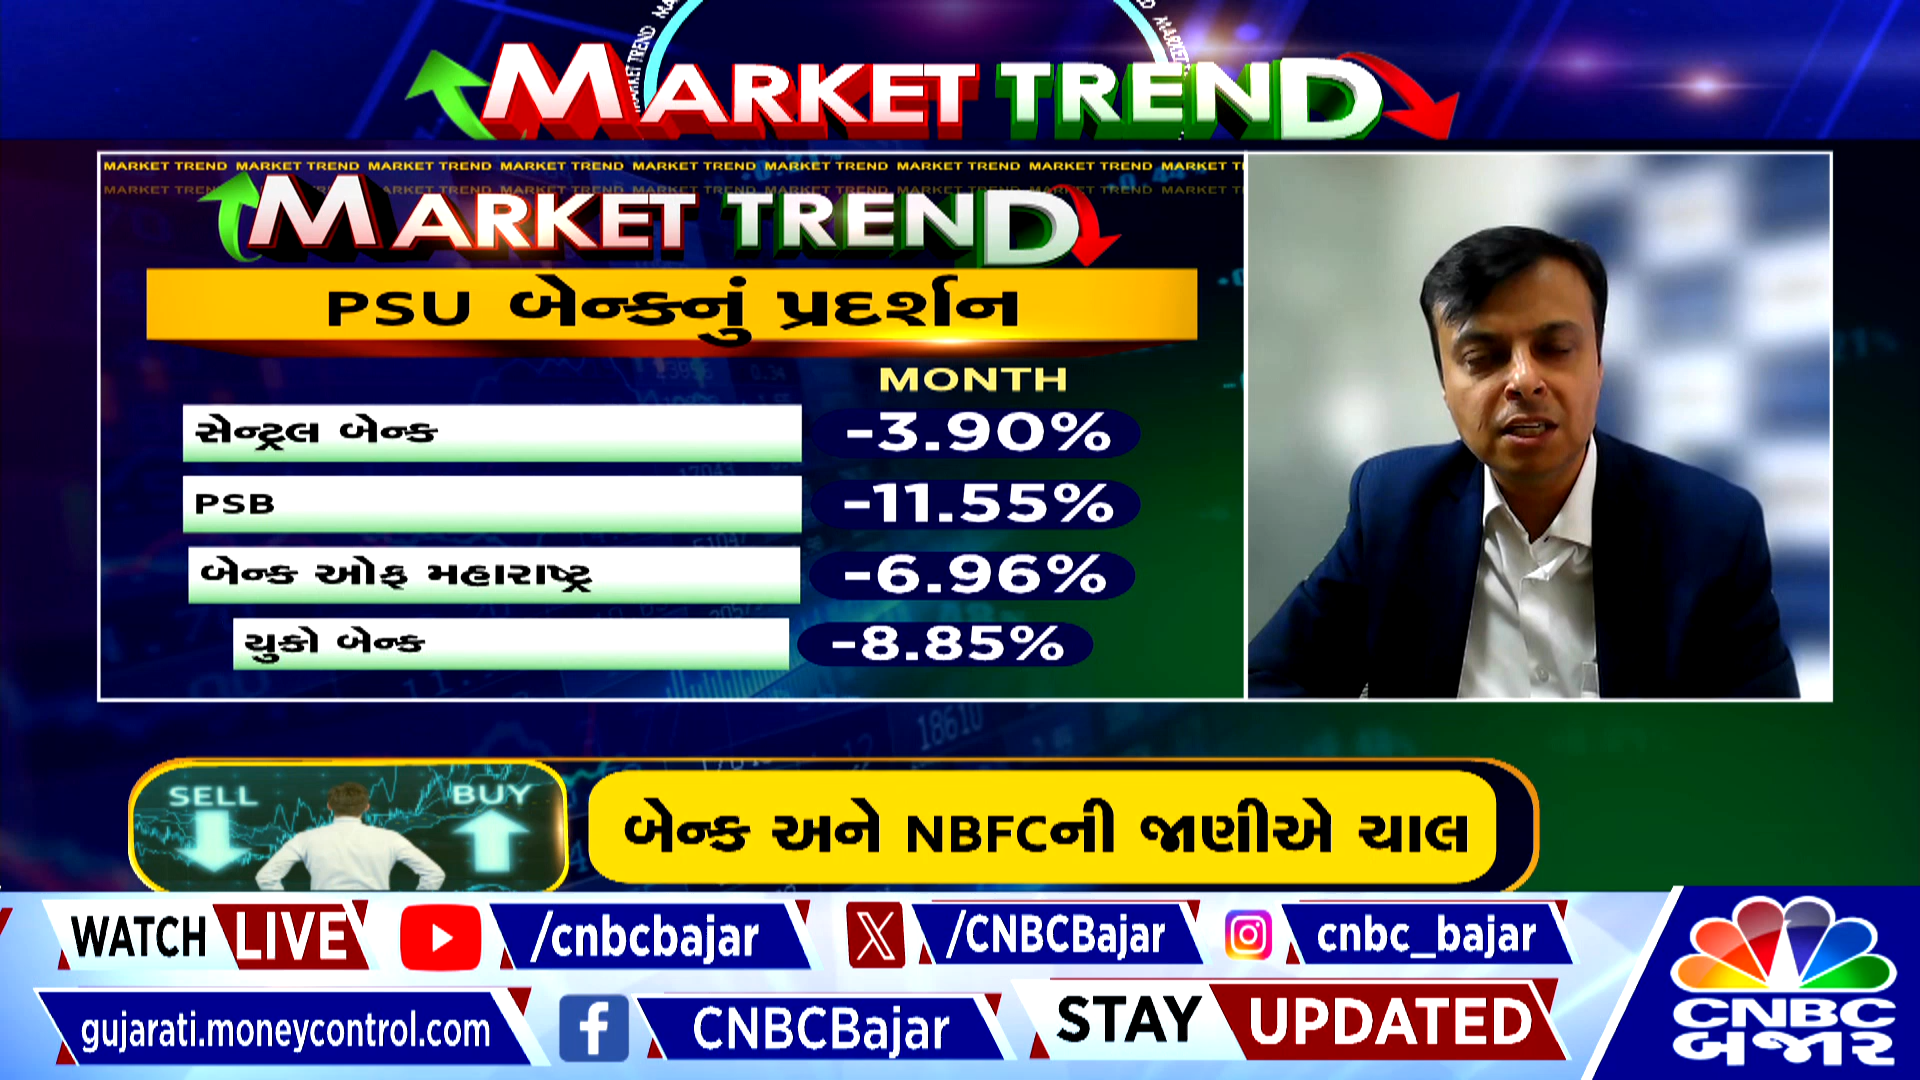 MARKET TREND
MARKET TREND MARKET TREND MARKET TREND MARKET TREND MARKET TREND MARKET TREND MARKET TREND MARKET TREND MARKET T
MARKET TREND
PSU બેન્કનું પ્રદર્શન
MONTH
સેન્ટ્રલ બેન્ક -3.90%
PSB -11.55%
બેન્ક ઓફ મહારાષ્ટ્ર -6.96%
યુકો બેન્ક -8.85%
SELL BUY
બેન્ક અને NBFCની જાણીએ ચાલ
WATCH LIVE /cnbcbajar /CNBCBajar cnbc_bajar
gujarati.moneycontrol.com CNBCBajar STAY UPDATED
CNBC
બજાર